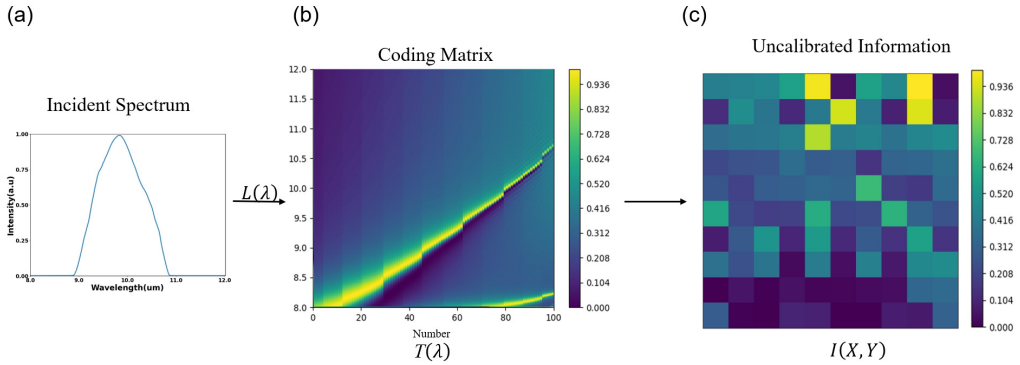 (a)
(b)
(c)
Incident Spectrum
Coding Matrix
Uncalibrated Information
Intensity(a.u)
1.00
0.75
0.50
0.25
0.00
8.0 9.0 10.0 11.0 12.0
Wavelength(um)
L(λ)
12.0
11.5
11.0
10.5
10.0
9.5
9.0
8.5
8.0
0 20 40 60 80 100
Number
T(λ)
0.936
0.832
0.728
0.624
0.520
0.416
0.312
0.208
0.104
0.000
0.936
0.832
0.728
0.624
0.520
0.416
0.312
0.208
0.104
0.000
I(X,Y)